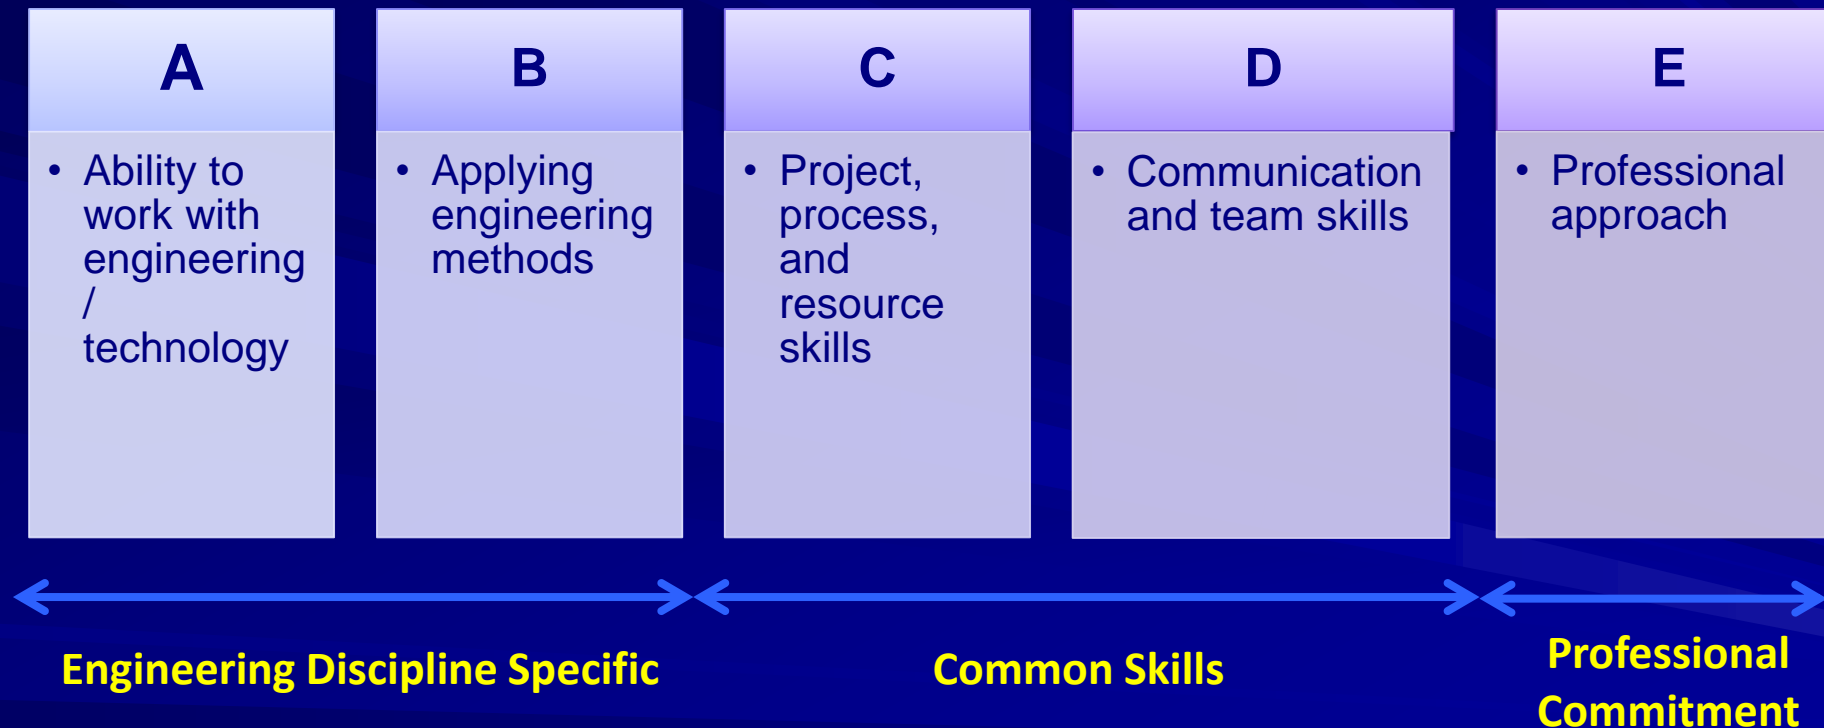 A
B
C
D
E
• Ability to
work with
engineering
/
technology
• Applying
engineering
methods
• Project,
process,
and
resource
skills
• Communication
and team skills
• Professional
approach
Engineering Discipline Specific
Common Skills
Professional
Commitment